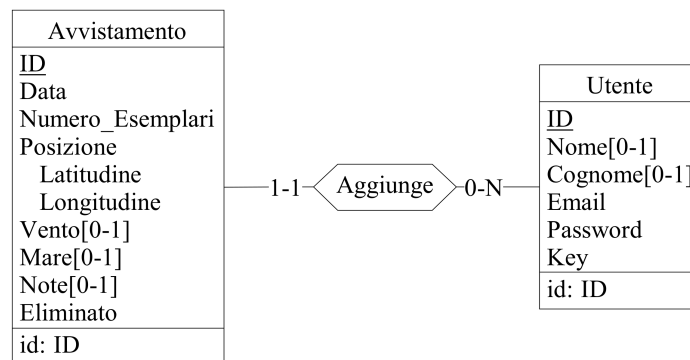 Avvistamento
ID
Data
Numero_Esemplari
Posizione
Latitudine
Longitudine
Vento[0-1]
Mare[0-1]
Note[0-1]
Eliminato
id: ID
1-1
Aggiunge
0-N
Utente
ID
Nome[0-1]
Cognome[0-1]
Email
Password
Key
id: ID